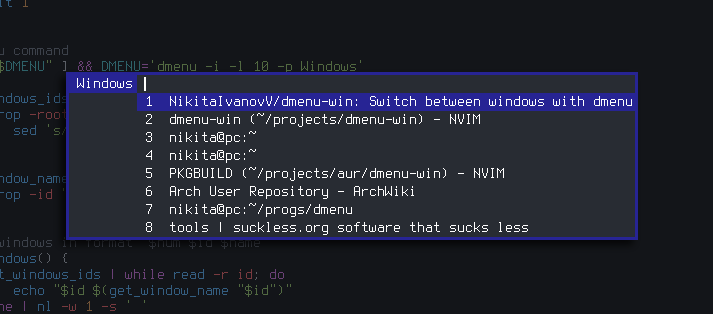 u command
$DMENU" ] && DMENU='dmenu -i -l 10 -p Windows'
Windows
1 NikitaIvanovV/dmenu-win: Switch between windows with dmenu
2 dmenu-win (~/projects/dmenu-win) - NVIM
3 nikita@pc:~
4 nikita@pc:~
5 PKGBUILD (~/projects/aur/dmenu-win) - NVIM
6 Arch User Repository - ArchWiki
7 nikita@pc:~/progs/dmenu
8 tools | suckless.org software that sucks less
ndows_ids
rop -root
sed 's/
ndow_name
rop -id
windows in format $num $id $name
ndows() {
t_windows_ids | while read -r id; do
echo "$id $(get_window_name "$id")"
ne | nl -w 1 -s ' '